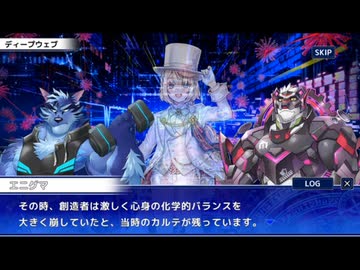 ディープウェブ
SKIP
エニグマ
LOG
その時、創造者は激しく心身の化学的バランスを
大きく崩していたと、当時のカルテが残っています。